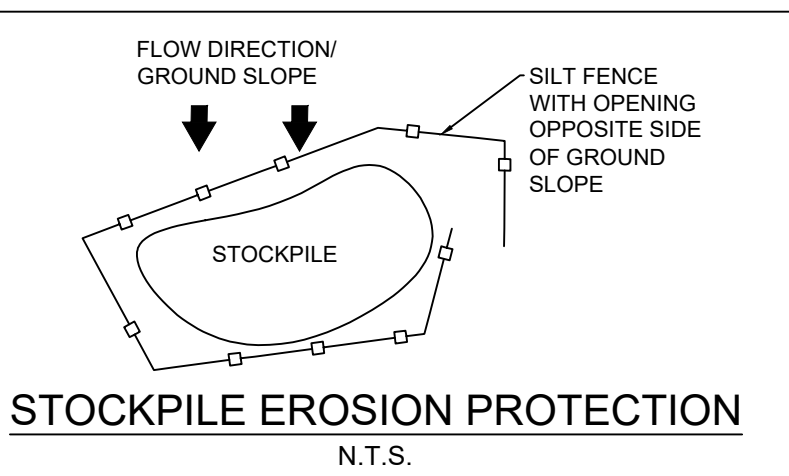 FLOW DIRECTION/
GROUND SLOPE
SILT FENCE
WITH OPENING
OPPOSITE SIDE
OF GROUND
SLOPE
STOCKPILE
STOCKPILE EROSION PROTECTION
N.T.S.